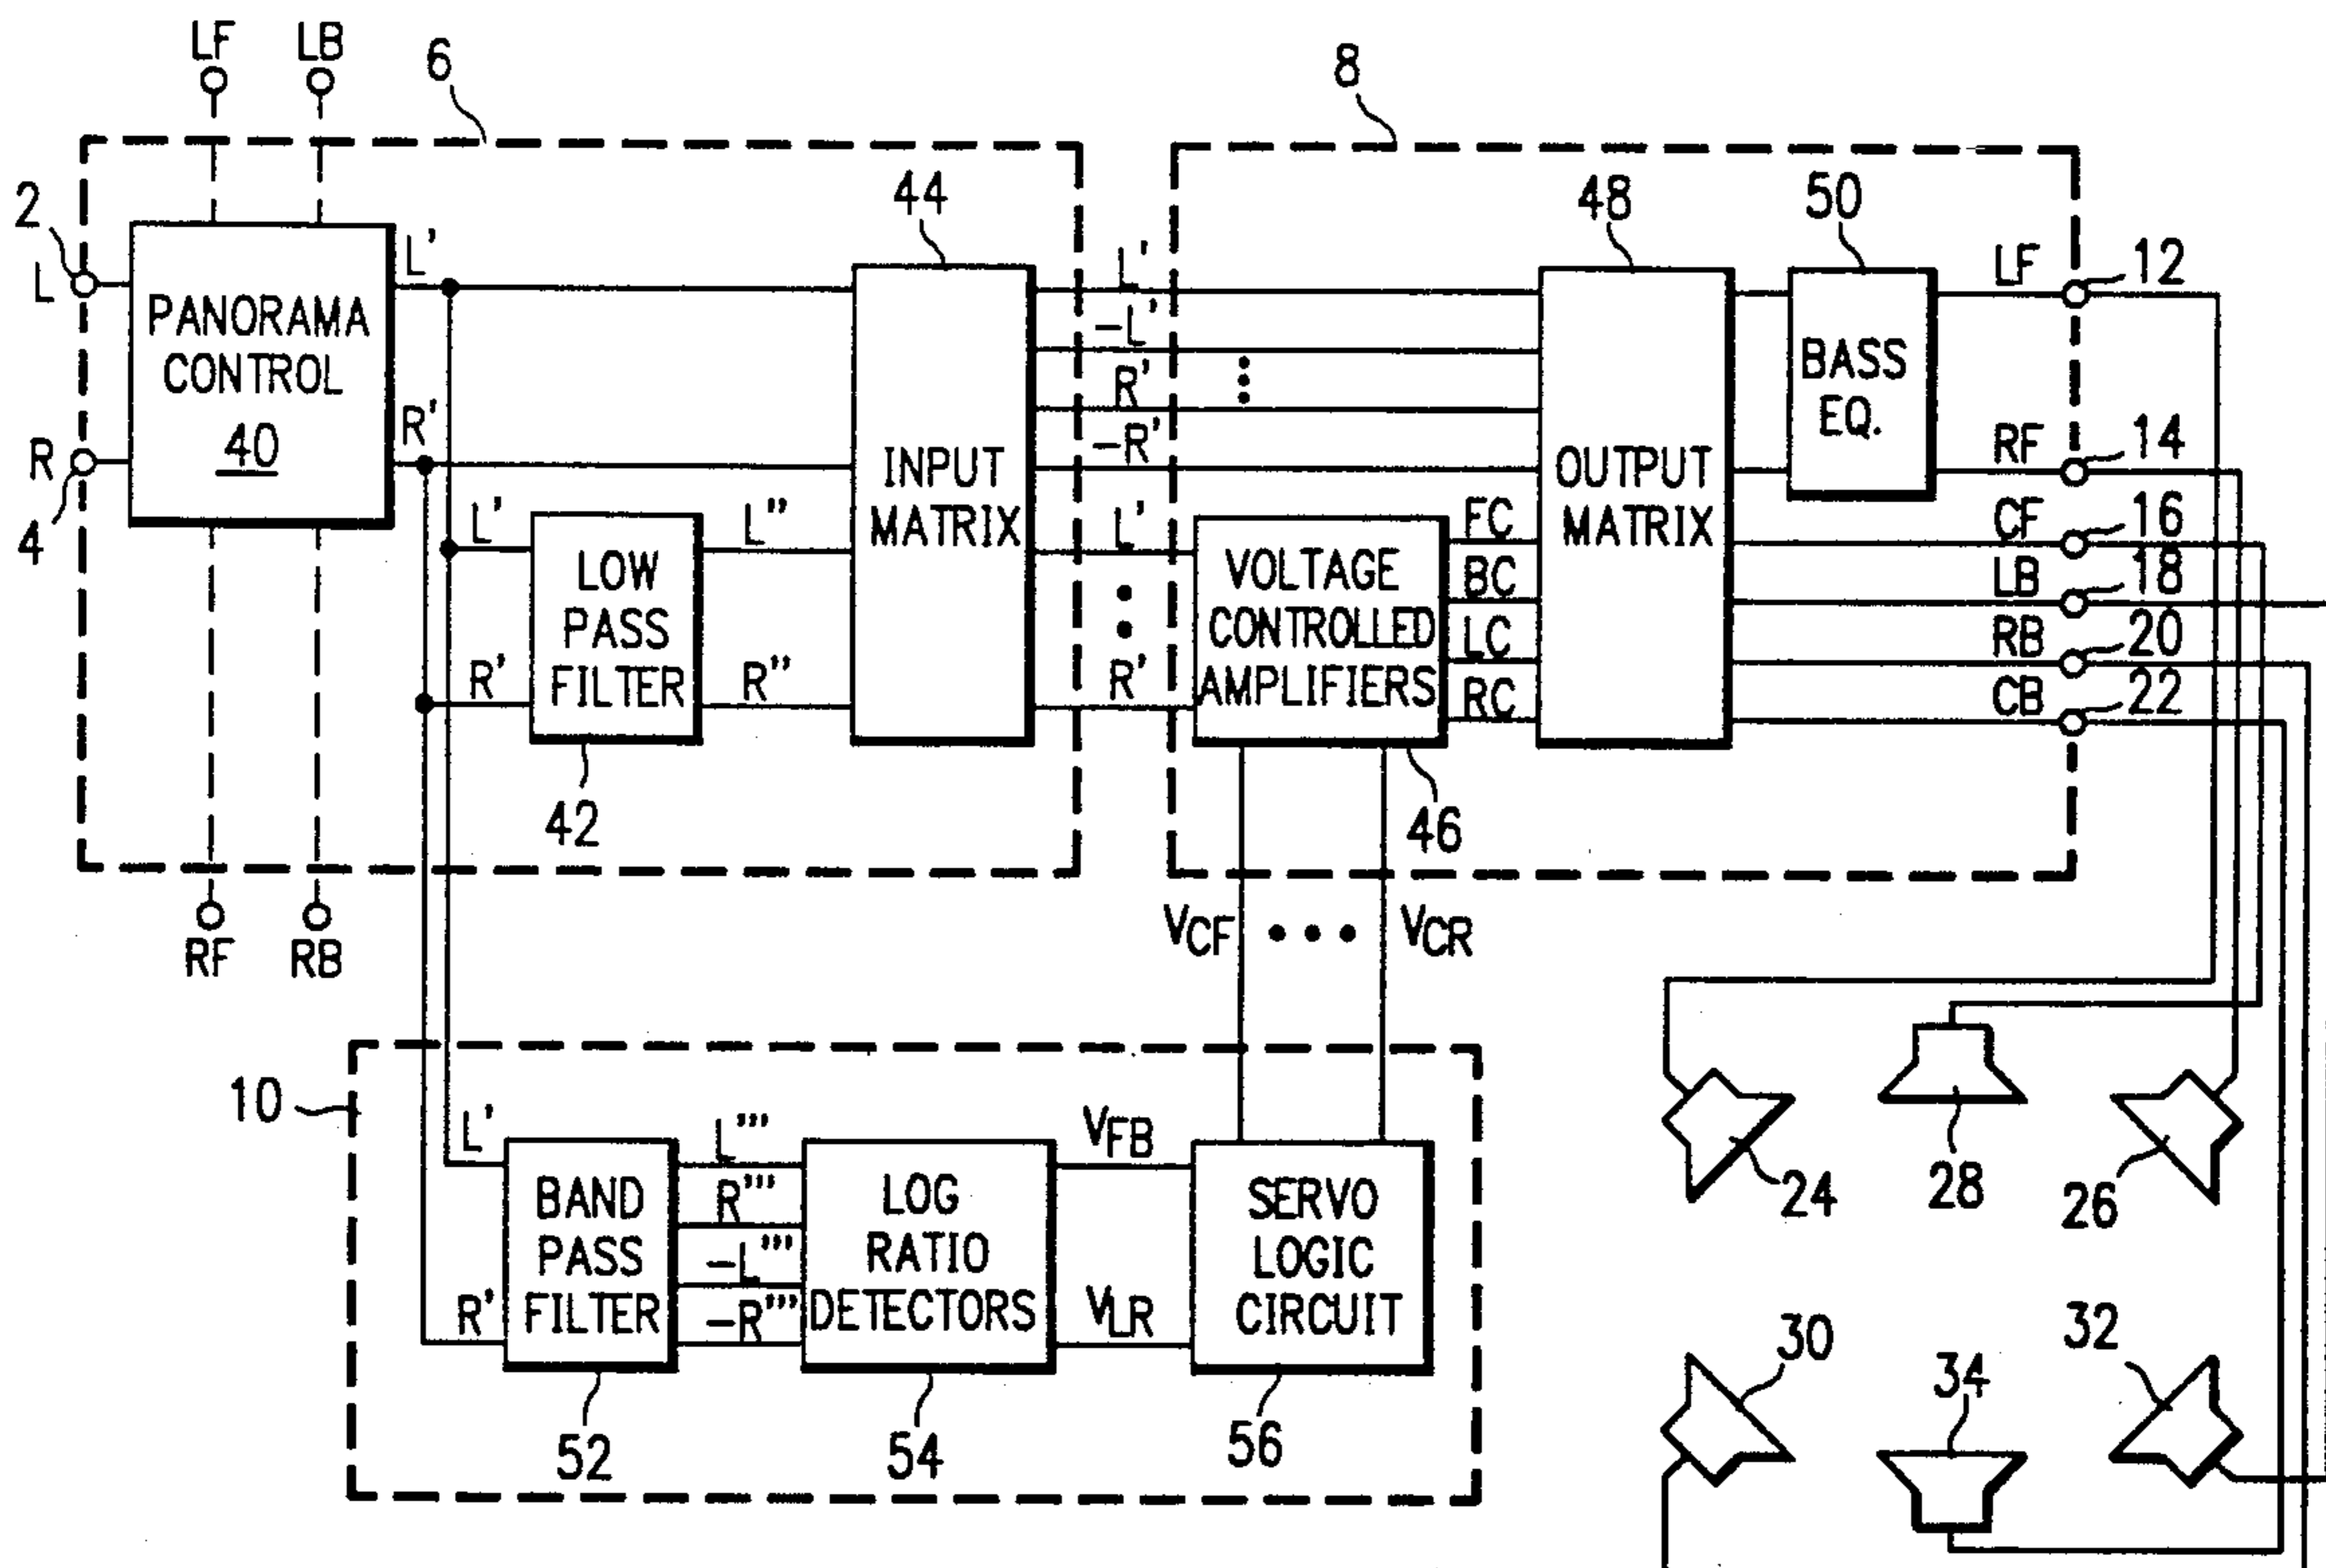 LF LB 6 8
2 44 48 50
L PANORAMA
CONTROL
40
L' L' LF 12
-L'
R' R' BASS
EQ.
R -R' RF 14
4 INPUT
MATRIX
OUTPUT
MATRIX
L' LOW
PASS
FILTER
L" L' VOLTAGE
CONTROLLED
AMPLIFIERS
FC CF 16
BC LB 18
LC RB 20
R' R" R' RC CB 22
42 46
RF RB VCF VCR
10
L' BAND
PASS
FILTER
L'''
R'''
-L'''
R' -R'''
LOG
RATIO
DETECTORS
VFB
VLR
SERVO
LOGIC
CIRCUIT
52 54 56
24 28 26
30 34 32